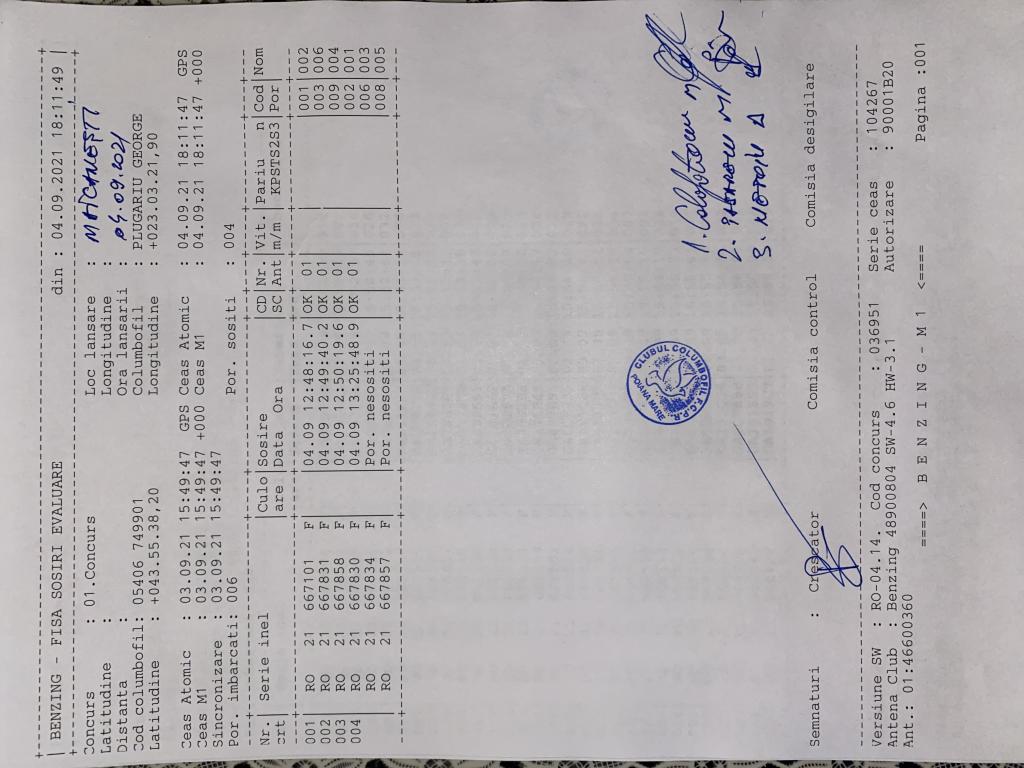 | BENZING - FISA SOSIRI EVALUARE din : 04.09.2021 18:11:49 |
Concurs : 01.Concurs Loc lansare :
Latitudine : Longitudine :
Distanta : Ora lansarii : 04.09.2021
Cod columbofil: 05406 749901 Columbofil : PLUGARIU GEORGE
Latitudine : +043.55.38,20 Longitudine : +023.03.21,90
Ceas Atomic : 03.09.21 15:49:47 GPS Ceas Atomic : 04.09.21 18:11:47 GPS
Ceas M1 : 03.09.21 15:49:47 +000 Ceas M1 : 04.09.21 18:11:47 +000
Sincronizare : 03.09.21 15:49:47
Por. imbarcati: 006 Por. sositi : 004
Nr.| Serie inel |Culo|Sosire |CD|Nr |Vit.|Pariu n|Cod|Nom
crt| |are |Data Ora |SC|Ant|m/m |KPSTS2S3|Por|
001 | RO 21 667101 F |04.09 12:48:16.7|OK| 01| | |001|002
002 | RO 21 667831 F |04.09 12:49:40.2|OK| 01| | |003|006
003 | RO 21 667858 F |04.09 12:50:19.6|OK| 01| | |009|004
004 | RO 21 667830 F |04.09 13:25:48.9|OK| 01| | |002|001
| RO 21 667834 F |Por. nesositi | | | | |006|003
| RO 21 667857 F |Por. nesositi | | | | |008|005
1.
2.
3.
CLUBUL COLUMBOFIL F.C.P.R.
POIANA MARE
Semnaturi : Crescator Comisia control Comisia desigilare
Versiune SW : RO-04.14. Cod concurs : 036951 Serie ceas : 104267
Antena Club : Benzing 48900804 SW-4.6 HW-3.1 Autorizare : 90001B20
Ant.: 01:46600360
====> B E N Z I N G - M 1 <==== Pagina :001